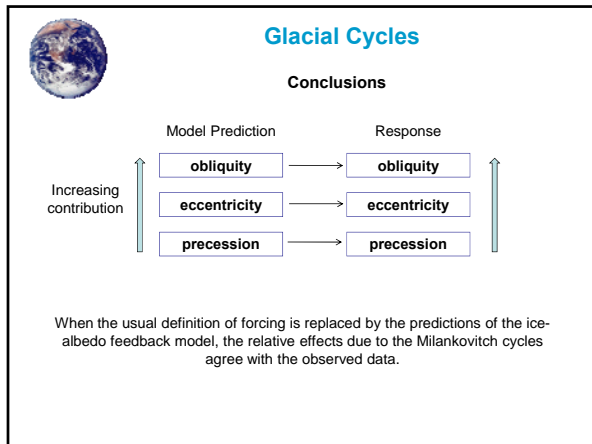 Glacial Cycles
Conclusions
Model Prediction Response
obliquity obliquity
Increasing
contribution
eccentricity eccentricity
precession precession
When the usual definition of forcing is replaced by the predictions of the ice-
albedo feedback model, the relative effects due to the Milankovitch cycles
agree with the observed data.